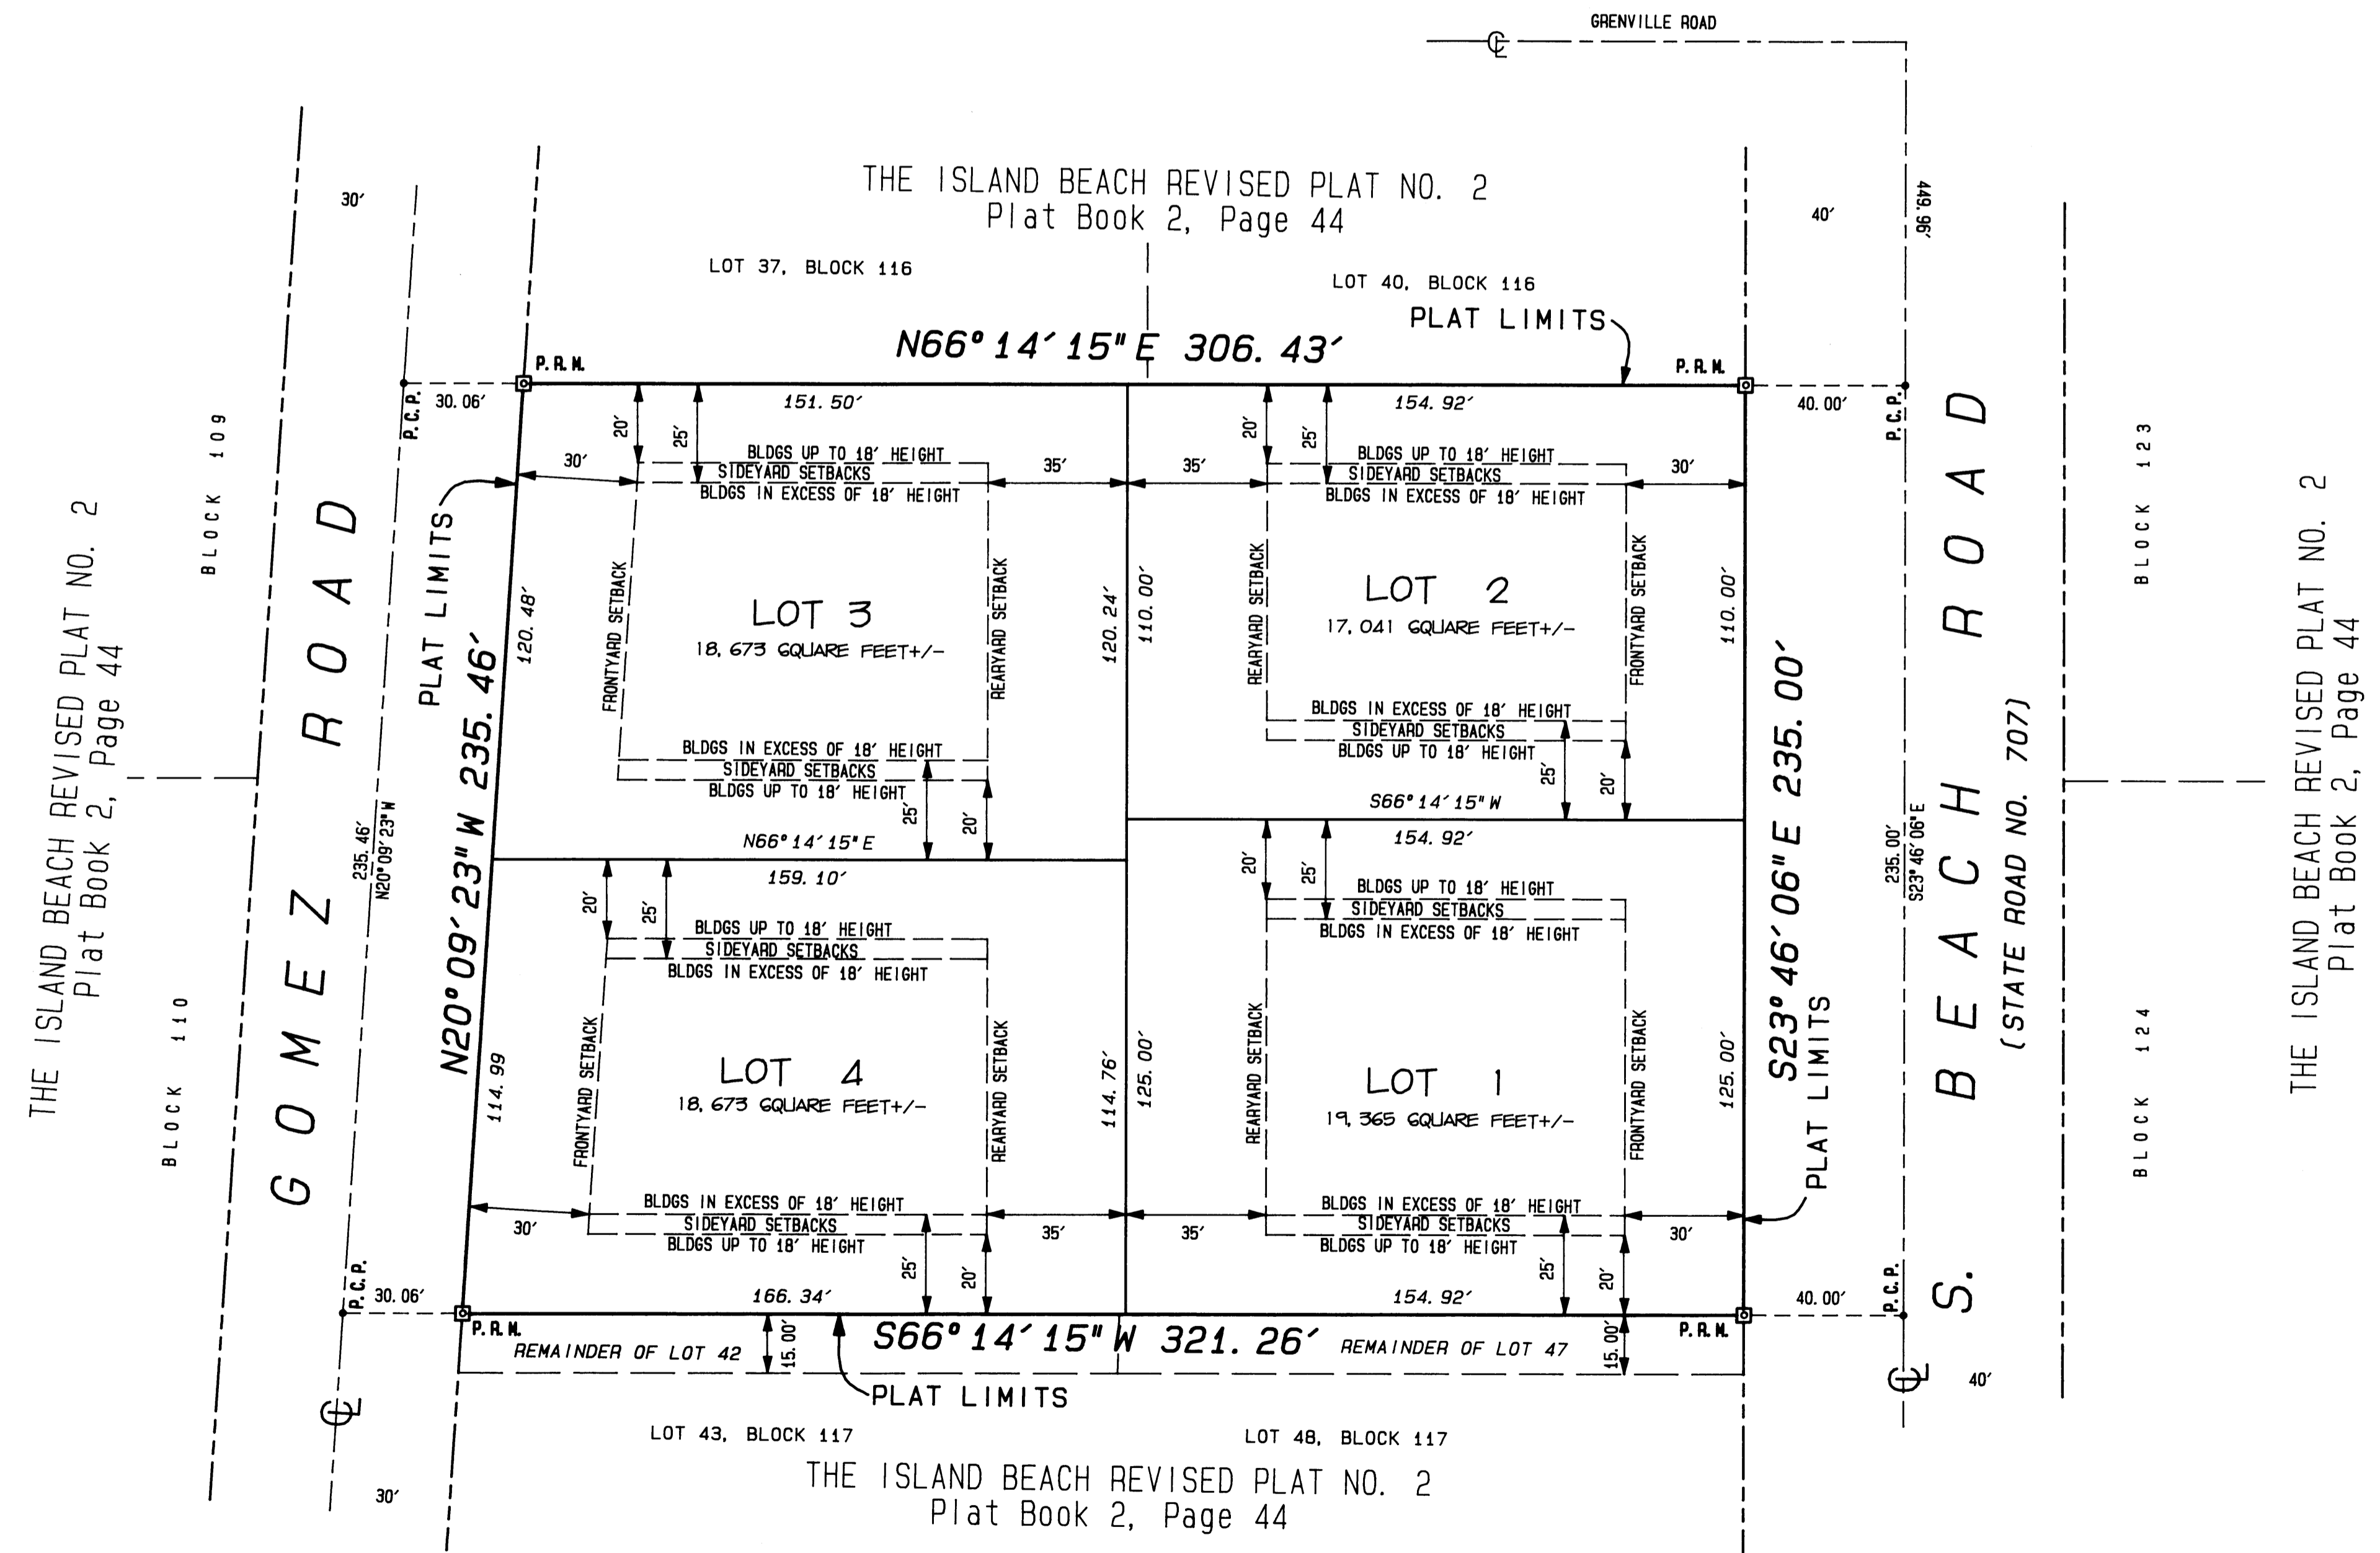 GRENVILLE ROAD
℄
449.96'
30'
40'
THE ISLAND BEACH REVISED PLAT NO. 2
Plat Book 2, Page 44
LOT 37, BLOCK 116
LOT 40, BLOCK 116
PLAT LIMITS
N66°14'15"E 306.43'
P.R.M.
P.R.M.
30.06'
P.C.P.
40.00'
P.C.P.
151.50'
154.92'
20'
25'
20'
25'
BLDGS UP TO 18' HEIGHT
SIDEYARD SETBACKS
BLDGS IN EXCESS OF 18' HEIGHT
30'
35'
35'
BLDGS UP TO 18' HEIGHT
SIDEYARD SETBACKS
BLDGS IN EXCESS OF 18' HEIGHT
30'
BLOCK 109
BLOCK 123
THE ISLAND BEACH REVISED PLAT NO. 2
Plat Book 2, Page 44
THE ISLAND BEACH REVISED PLAT NO. 2
Plat Book 2, Page 44
GOMEZ ROAD
PLAT LIMITS
120.48'
FRONTYARD SETBACK
LOT 3
18,673 SQUARE FEET+/-
REARYARD SETBACK
120.24'
110.00'
REARYARD SETBACK
LOT 2
17,041 SQUARE FEET+/-
FRONTYARD SETBACK
110.00'
S. BEACH ROAD
(STATE ROAD NO. 707)
N20°09'23"W 235.46'
235.46'
N20°09'23"W
S23°46'06"E 235.00'
235.00'
S23°46'06"E
BLDGS IN EXCESS OF 18' HEIGHT
SIDEYARD SETBACKS
BLDGS UP TO 18' HEIGHT
25'
20'
BLDGS IN EXCESS OF 18' HEIGHT
SIDEYARD SETBACKS
BLDGS UP TO 18' HEIGHT
25'
20'
S66°14'15"W
154.92'
N66°14'15"E
159.10'
20'
25'
20'
25'
BLDGS UP TO 18' HEIGHT
SIDEYARD SETBACKS
BLDGS IN EXCESS OF 18' HEIGHT
BLDGS UP TO 18' HEIGHT
SIDEYARD SETBACKS
BLDGS IN EXCESS OF 18' HEIGHT
BLOCK 110
BLOCK 124
114.99
FRONTYARD SETBACK
LOT 4
18,673 SQUARE FEET+/-
REARYARD SETBACK
114.76'
125.00'
REARYARD SETBACK
LOT 1
19,365 SQUARE FEET+/-
FRONTYARD SETBACK
125.00'
PLAT LIMITS
BLDGS IN EXCESS OF 18' HEIGHT
SIDEYARD SETBACKS
BLDGS UP TO 18' HEIGHT
30'
25'
20'
35'
35'
BLDGS IN EXCESS OF 18' HEIGHT
SIDEYARD SETBACKS
BLDGS UP TO 18' HEIGHT
25'
20'
30'
P.C.P.
30.06'
166.34'
154.92'
40.00'
P.C.P.
P.R.M.
P.R.M.
REMAINDER OF LOT 42
15.00'
S66°14'15"W 321.26'
REMAINDER OF LOT 47
15.00'
℄
℄
40'
PLAT LIMITS
LOT 43, BLOCK 117
LOT 48, BLOCK 117
THE ISLAND BEACH REVISED PLAT NO. 2
Plat Book 2, Page 44
30'